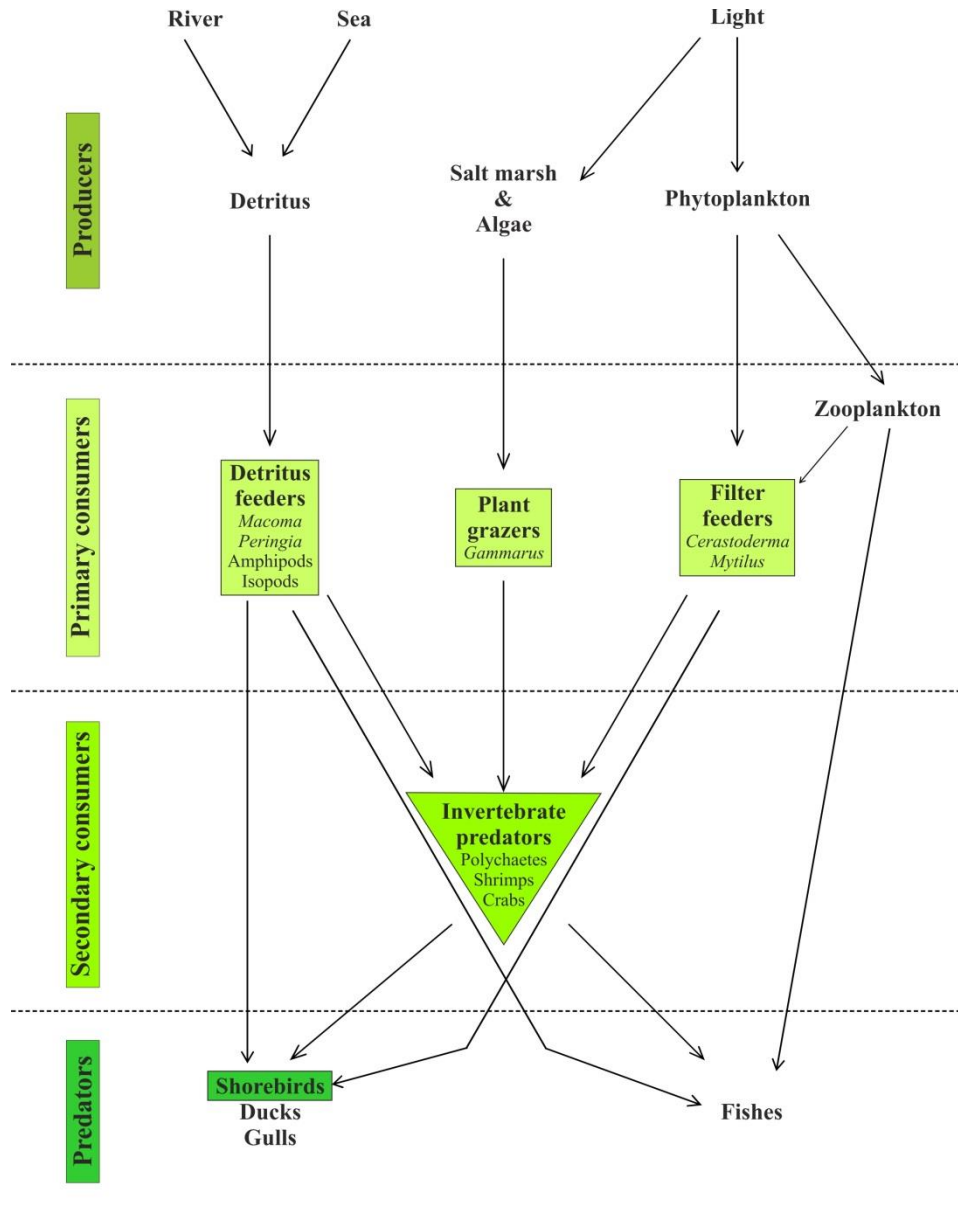 River
Sea
Light
Producers
Detritus
Salt marsh
&
Algae
Phytoplankton
Primary consumers
Zooplankton
Detritus
feeders
Macoma
Peringia
Amphipods
Isopods
Plant
grazers
Gammarus
Filter
feeders
Cerastoderma
Mytilus
Secondary consumers
Invertebrate
predators
Polychaetes
Shrimps
Crabs
Predators
Shorebirds
Ducks
Gulls
Fishes